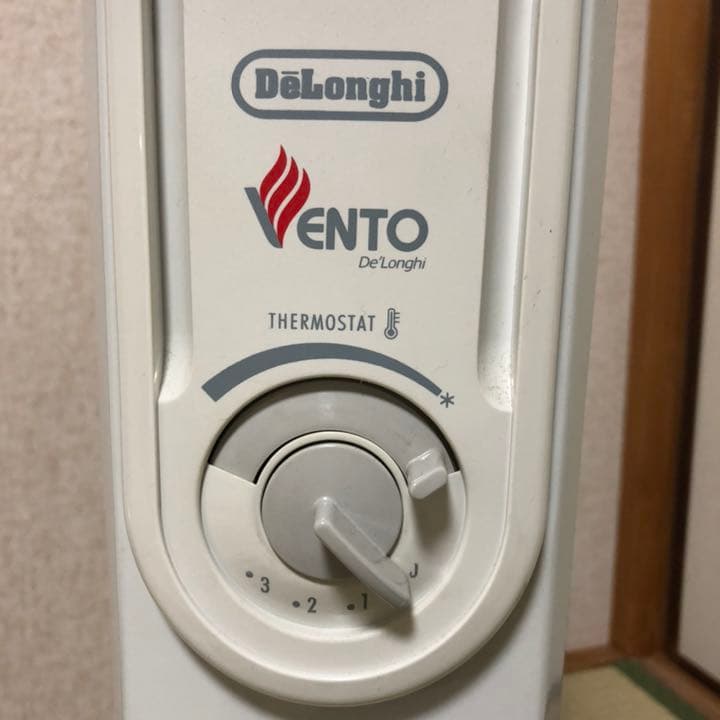 DēLonghi
VENTO
De'Longhi
THERMOSTAT
*
•3 •2 •1